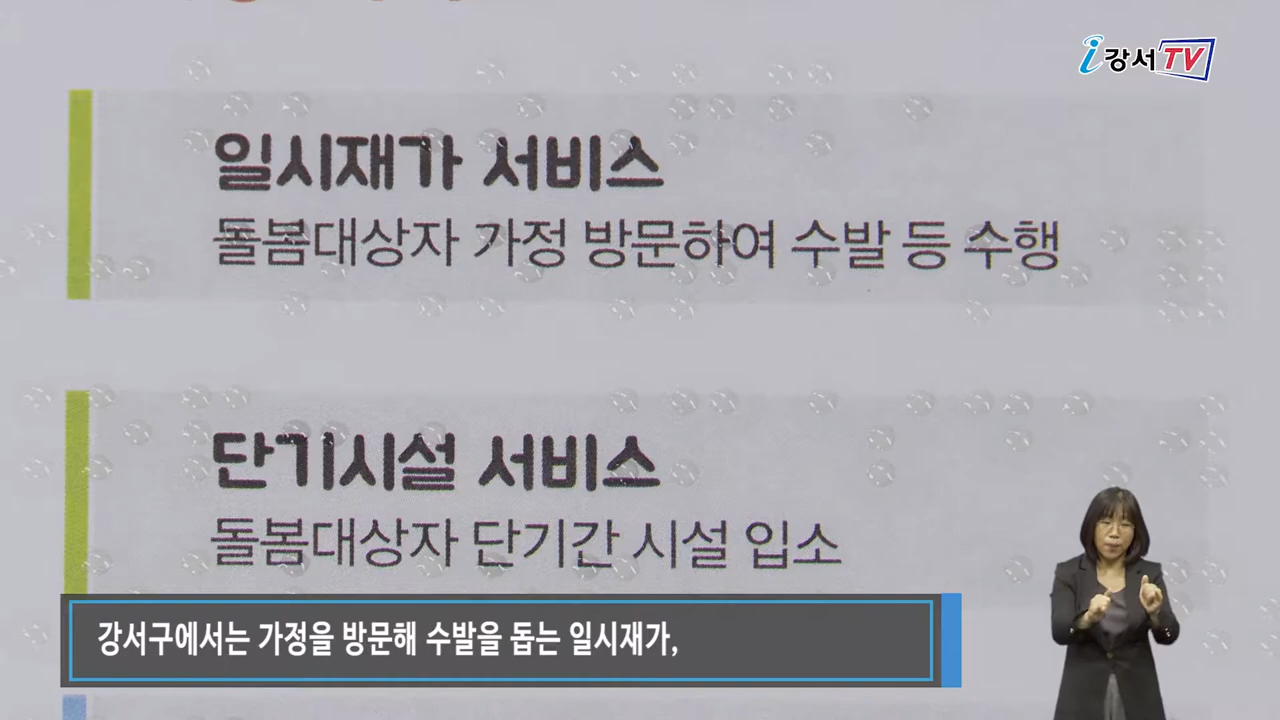 i강서TV
일시재가 서비스
돌봄대상자 가정 방문하여 수발 등 수행
단기시설 서비스
돌봄대상자 단기간 시설 입소
강서구에서는 가정을 방문해 수발을 돕는 일시재가,